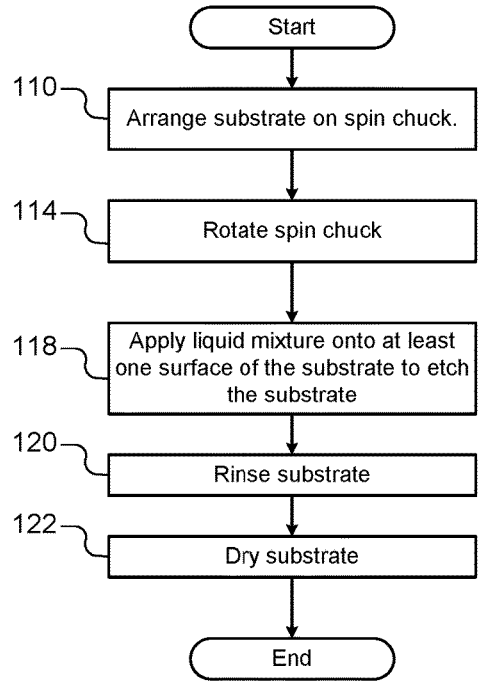 Start
110
Arrange substrate on spin chuck.
114
Rotate spin chuck
118
Apply liquid mixture onto at least
one surface of the substrate to etch
the substrate
120
Rinse substrate
122
Dry substrate
End